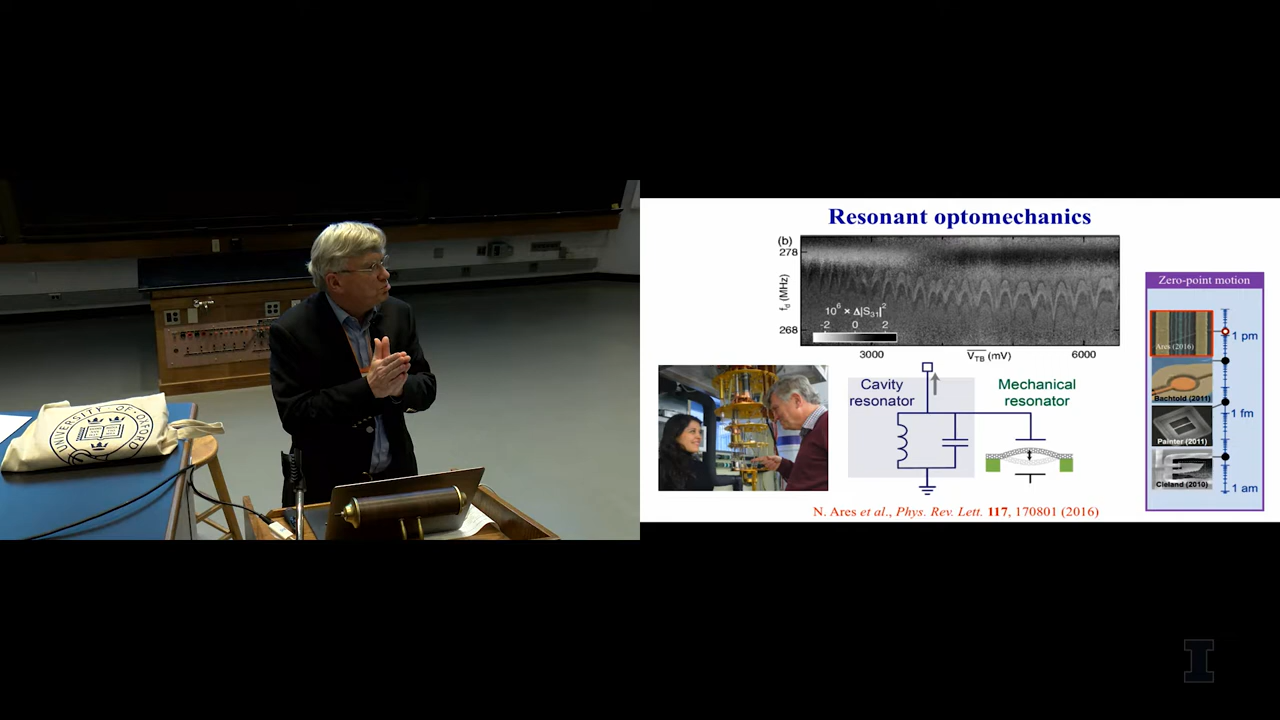 UNIVERSITY OF OXFORD
Resonant optomechanics
(b)
278
268
f_d (MHz)
10^6 × Δ|S_31|^2
-2 0 2
3000 V_TB (mV) 6000
Cavity
resonator
Mechanical
resonator
N. Ares et al., Phys. Rev. Lett. 117, 170801 (2016)
Zero-point motion
1 pm
Ares (2016)
Bachtold (2011)
1 fm
Painter (2011)
Cleland (2010)
1 am
I